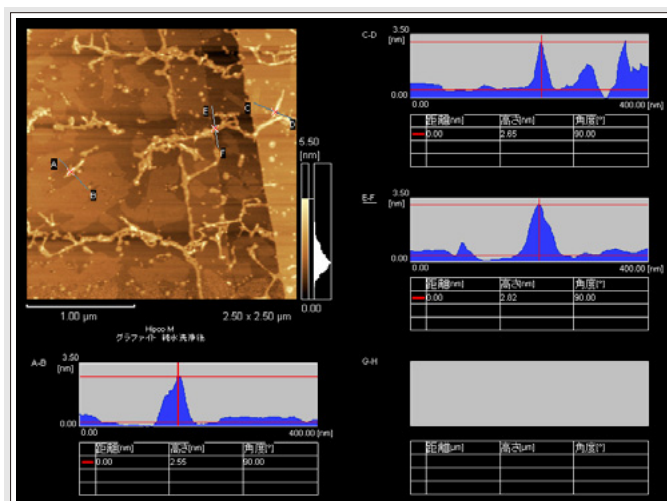 C-D
3.50
[nm]
0.00
0.00
400.00 [nm]
距離[nm] 高さ[nm] 角度[°]
0.00 2.65 90.00
E
C
D
F
A
B
5.50
[nm]
0.00
1.00 µm
2.50 x 2.50 µm
Hipoo M
グラファイト 純水洗浄後
E-F
3.50
[nm]
0.00
0.00
400.00 [nm]
距離[nm] 高さ[nm] 角度[°]
0.00 2.82 90.00
A-B
3.50
[nm]
0.00
0.00
400.00 [nm]
距離[nm] 高さ[nm] 角度[°]
0.00 2.55 90.00
G-H
距離[µm] 高さ[µm] 角度[°]